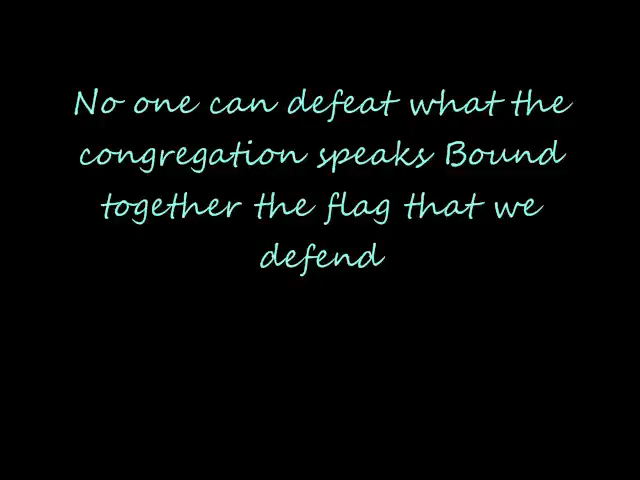 No one can defeat what the
congregation speaks Bound
together the flag that we
defend